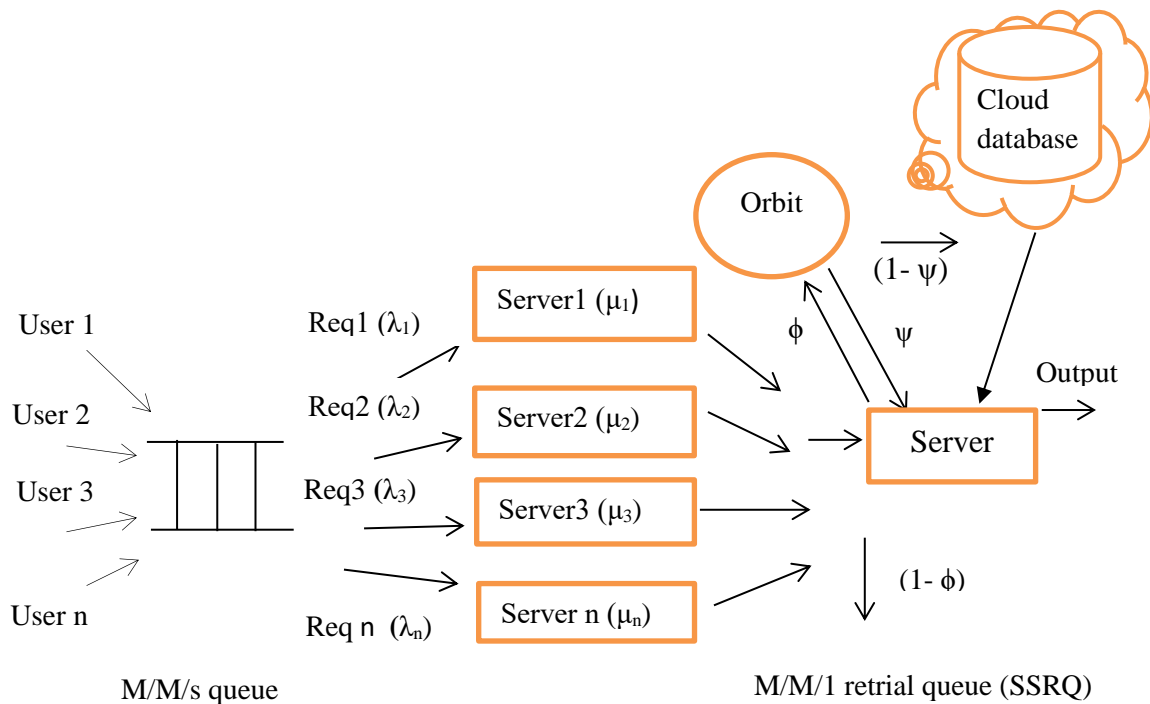 Cloud
database
Orbit
(1- ψ)
Server1 (μ₁)
Req1 (λ₁)
User 1
ϕ
ψ
Output
Req2 (λ₂)
Server2 (μ₂)
User 2
Server
Req3 (λ₃)
User 3
Server3 (μ₃)
(1- ϕ)
User n
Req n (λₙ)
Server n (μₙ)
M/M/s queue
M/M/1 retrial queue (SSRQ)